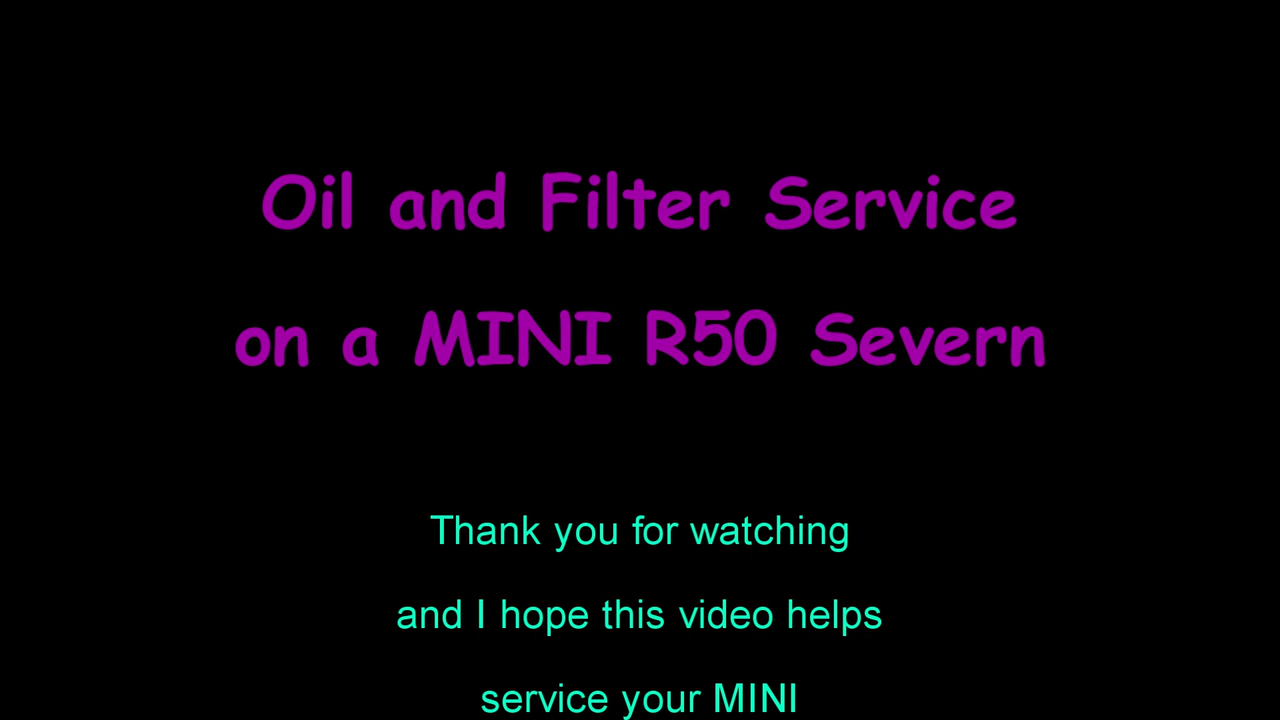 Oil and Filter Service
on a MINI R50 Severn
Thank you for watching
and I hope this video helps
service your MINI